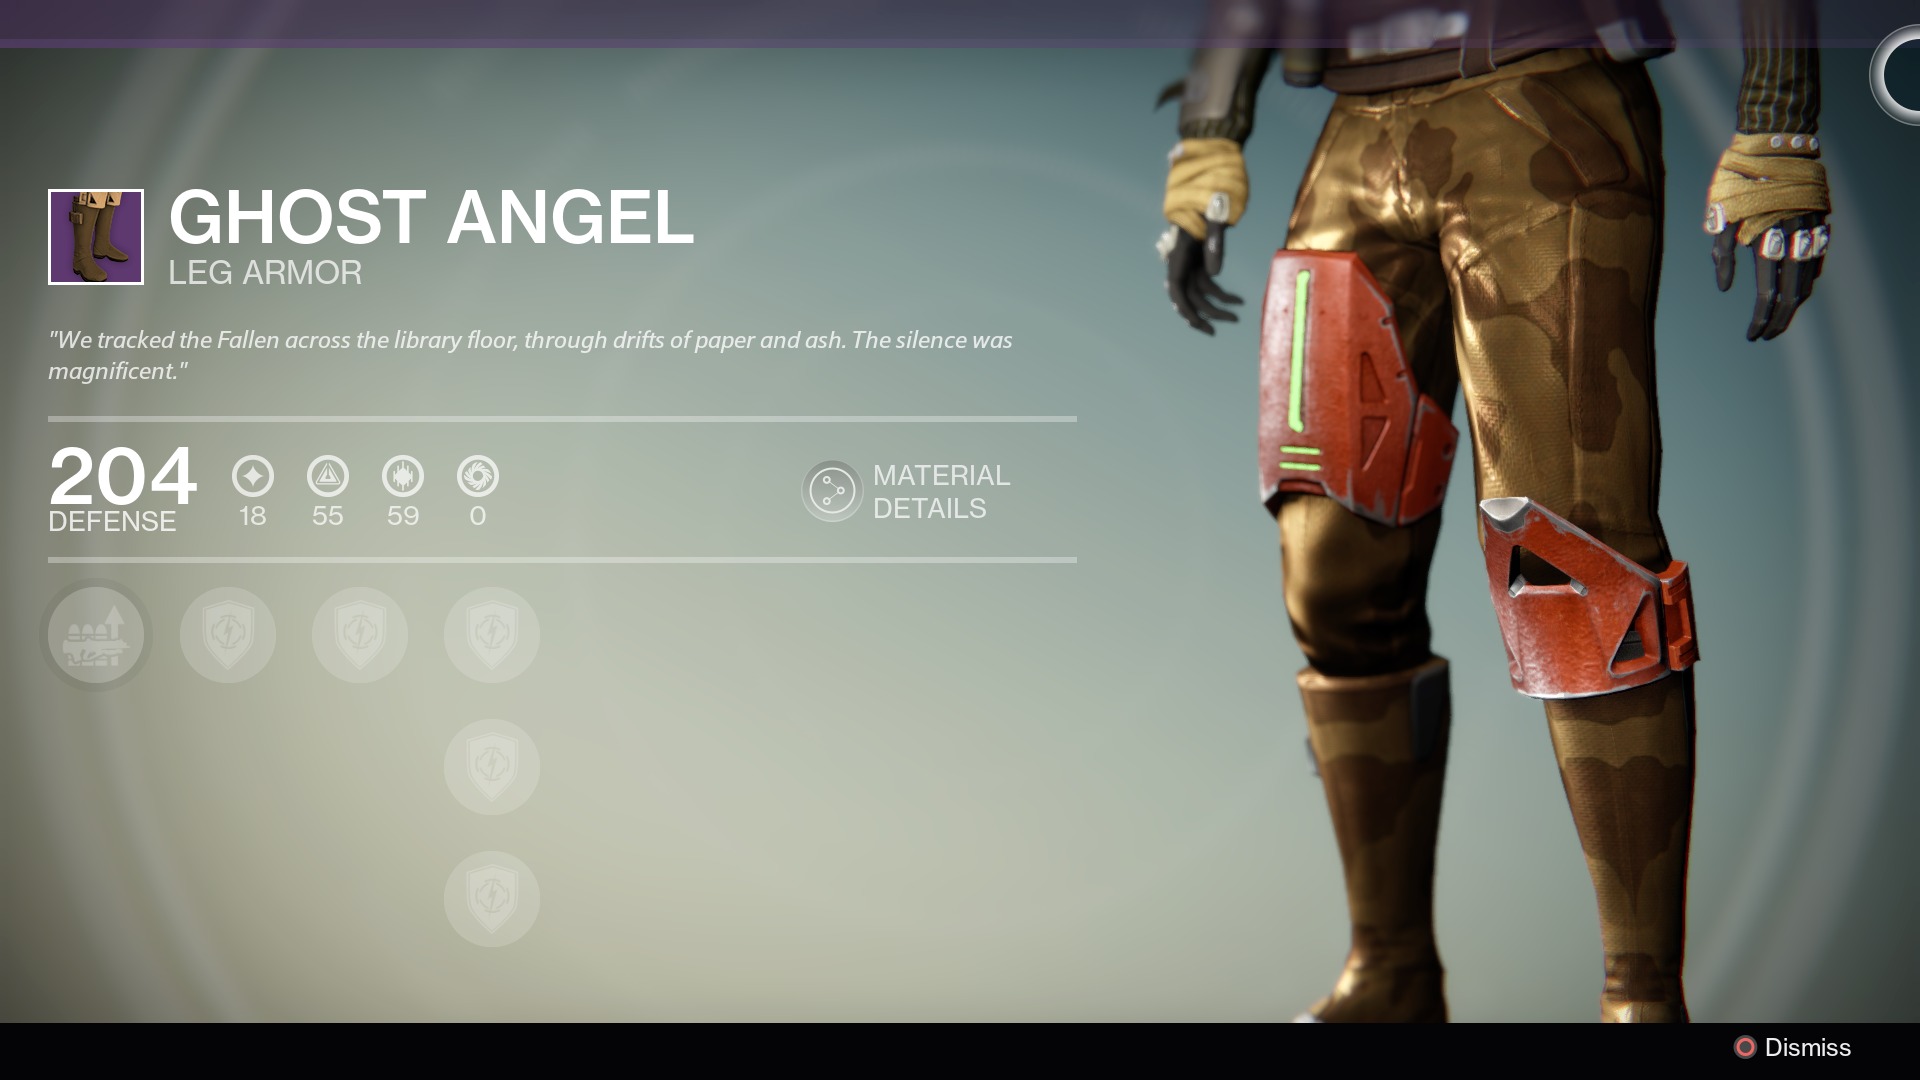 GHOST ANGEL
LEG ARMOR
"We tracked the Fallen across the library floor, through drifts of paper and ash. The silence was
magnificent."
204
DEFENSE
18
55
59
0
MATERIAL
DETAILS
Dismiss